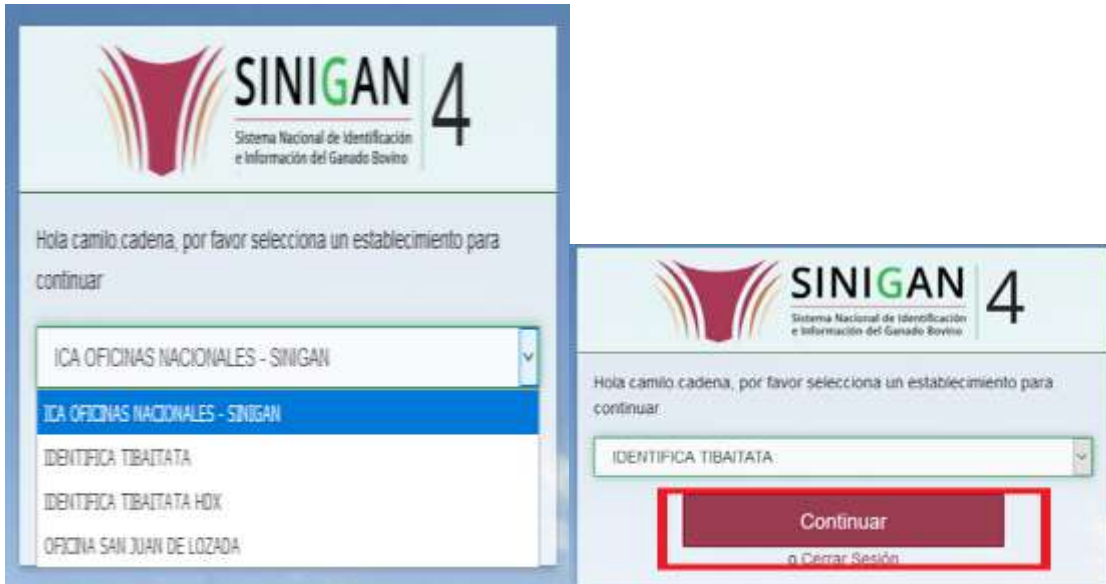 SINIGAN 4
Sistema Nacional de Identificación
e Información del Ganado Bovino
Hola camilo.cadena, por favor selecciona un establecimiento para
continuar
ICA OFICINAS NACIONALES - SINIGAN
ICA OFICINAS NACIONALES - SINIGAN
IDENTIFICA TIBAITATA
IDENTIFICA TIBAITATA HDX
OFICINA SAN JUAN DE LOZADA
SINIGAN 4
Sistema Nacional de Identificación
e Información del Ganado Bovino
Hola camilo.cadena, por favor selecciona un establecimiento para
continuar
IDENTIFICA TIBAITATA
Continuar
o Cerrar Sesión